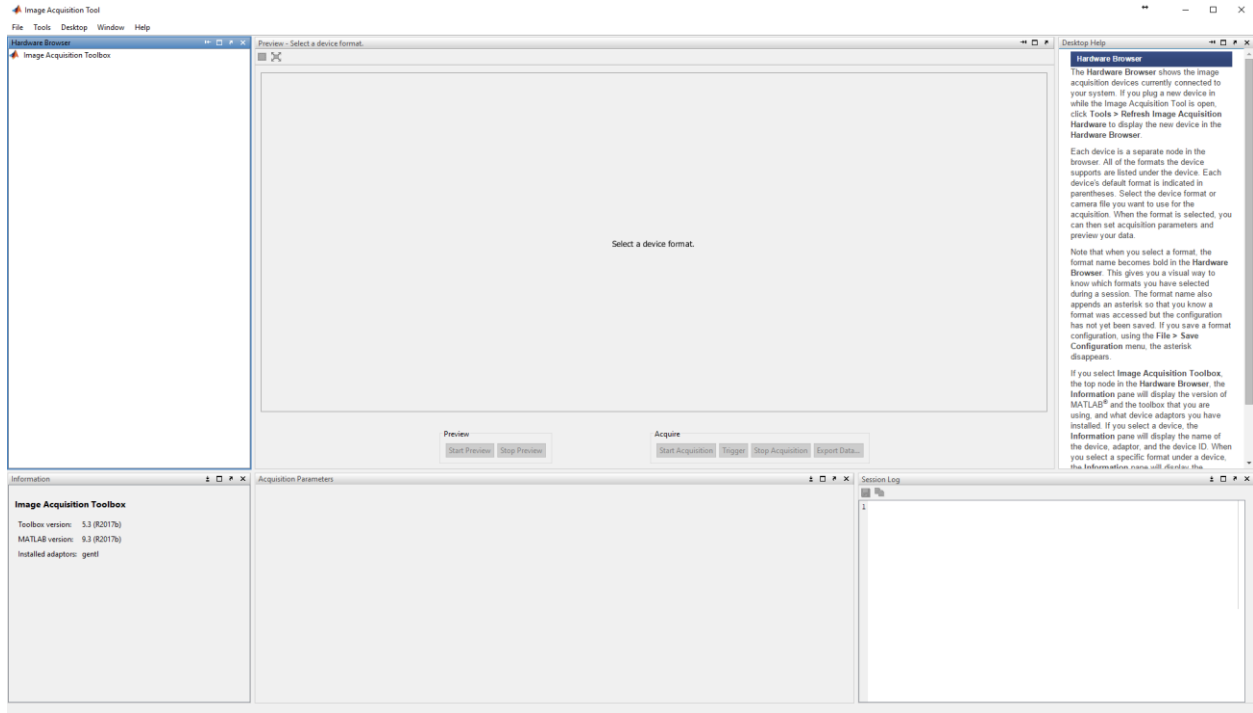 Image Acquisition Tool
File Tools Desktop Window Help
Hardware Browser
Image Acquisition Toolbox
Preview - Select a device format.
Select a device format.
Preview
Start Preview Stop Preview
Acquire
Start Acquisition Trigger Stop Acquisition Export Data...
Desktop Help
Hardware Browser
The Hardware Browser shows the image
acquisition devices currently connected to
your system. If you plug a new device in
while the Image Acquisition Tool is open,
click Tools > Refresh Image Acquisition
Hardware to display the new device in the
Hardware Browser.
Each device is a separate node in the
browser. All of the formats the device
supports are listed under the device. Each
device's default format is indicated in
parentheses. Select the device format or
camera file you want to use for the
acquisition. When the format is selected, you
can then set acquisition parameters and
preview your data.
Note that when you select a format, the
format name becomes bold in the Hardware
Browser. This gives you a visual way to
know which formats you have selected
during a session. The format name also
appends an asterisk so that you know a
format was accessed but the configuration
has not yet been saved. If you save a format
configuration, using the File > Save
Configuration menu, the asterisk
disappears.
If you select Image Acquisition Toolbox,
the top node in the Hardware Browser, the
Information pane will display the version of
MATLAB® and the toolbox that you are
using, and what device adaptors you have
installed. If you select a device, the
Information pane will display the name of
the device, adaptor, and the device ID. When
you select a specific format under a device,
the Information pane will display the
Information
Image Acquisition Toolbox
Toolbox version: 5.3 (R2017b)
MATLAB version: 9.3 (R2017b)
Installed adaptors: gentl
Acquisition Parameters
Session Log
1